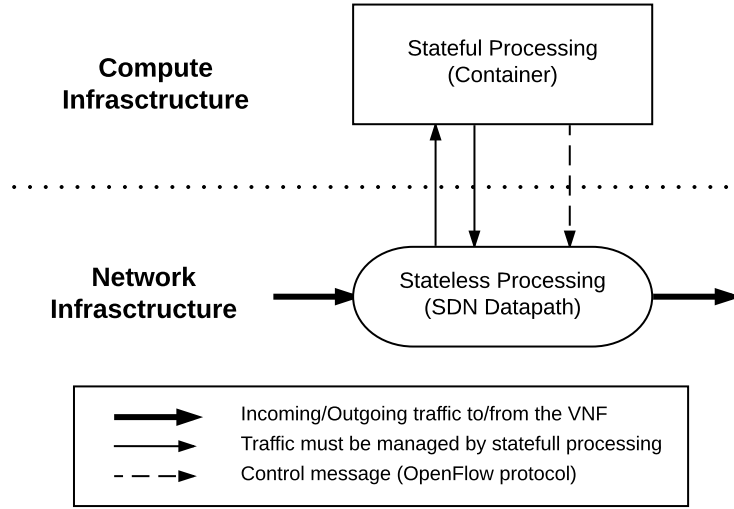 Stateful Processing
(Container)
Compute
Infrasctructure
Network
Infrasctructure
Stateless Processing
(SDN Datapath)
Incoming/Outgoing traffic to/from the VNF
Traffic must be managed by statefull processing
Control message (OpenFlow protocol)